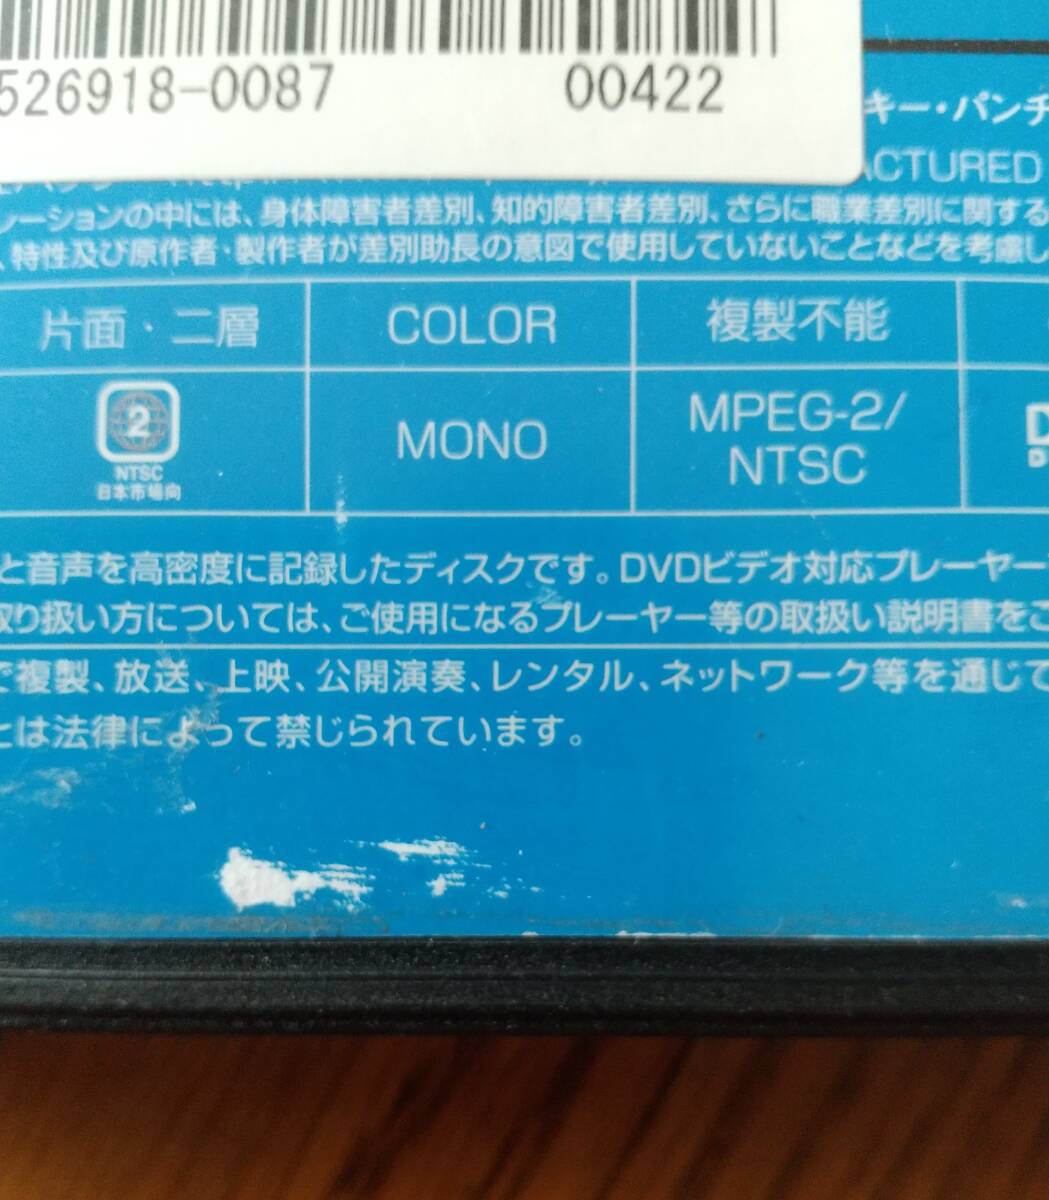 526918-0087 00422
キー・パンチ
ACTURED
レーションの中には、身体障害者差別、知的障害者差別、さらに職業差別に関する
、特性及び原作者・製作者が差別助長の意図で使用していないことなどを考慮し
片面・二層 COLOR 複製不能
2
NTSC
日本市場向
MONO
MPEG-2/
NTSC
D
と音声を高密度に記録したディスクです。DVDビデオ対応プレーヤー
取り扱い方については、ご使用になるプレーヤー等の取扱い説明書をご
で複製、放送、上映、公開演奏、レンタル、ネットワーク等を通じて
とは法律によって禁じられています。